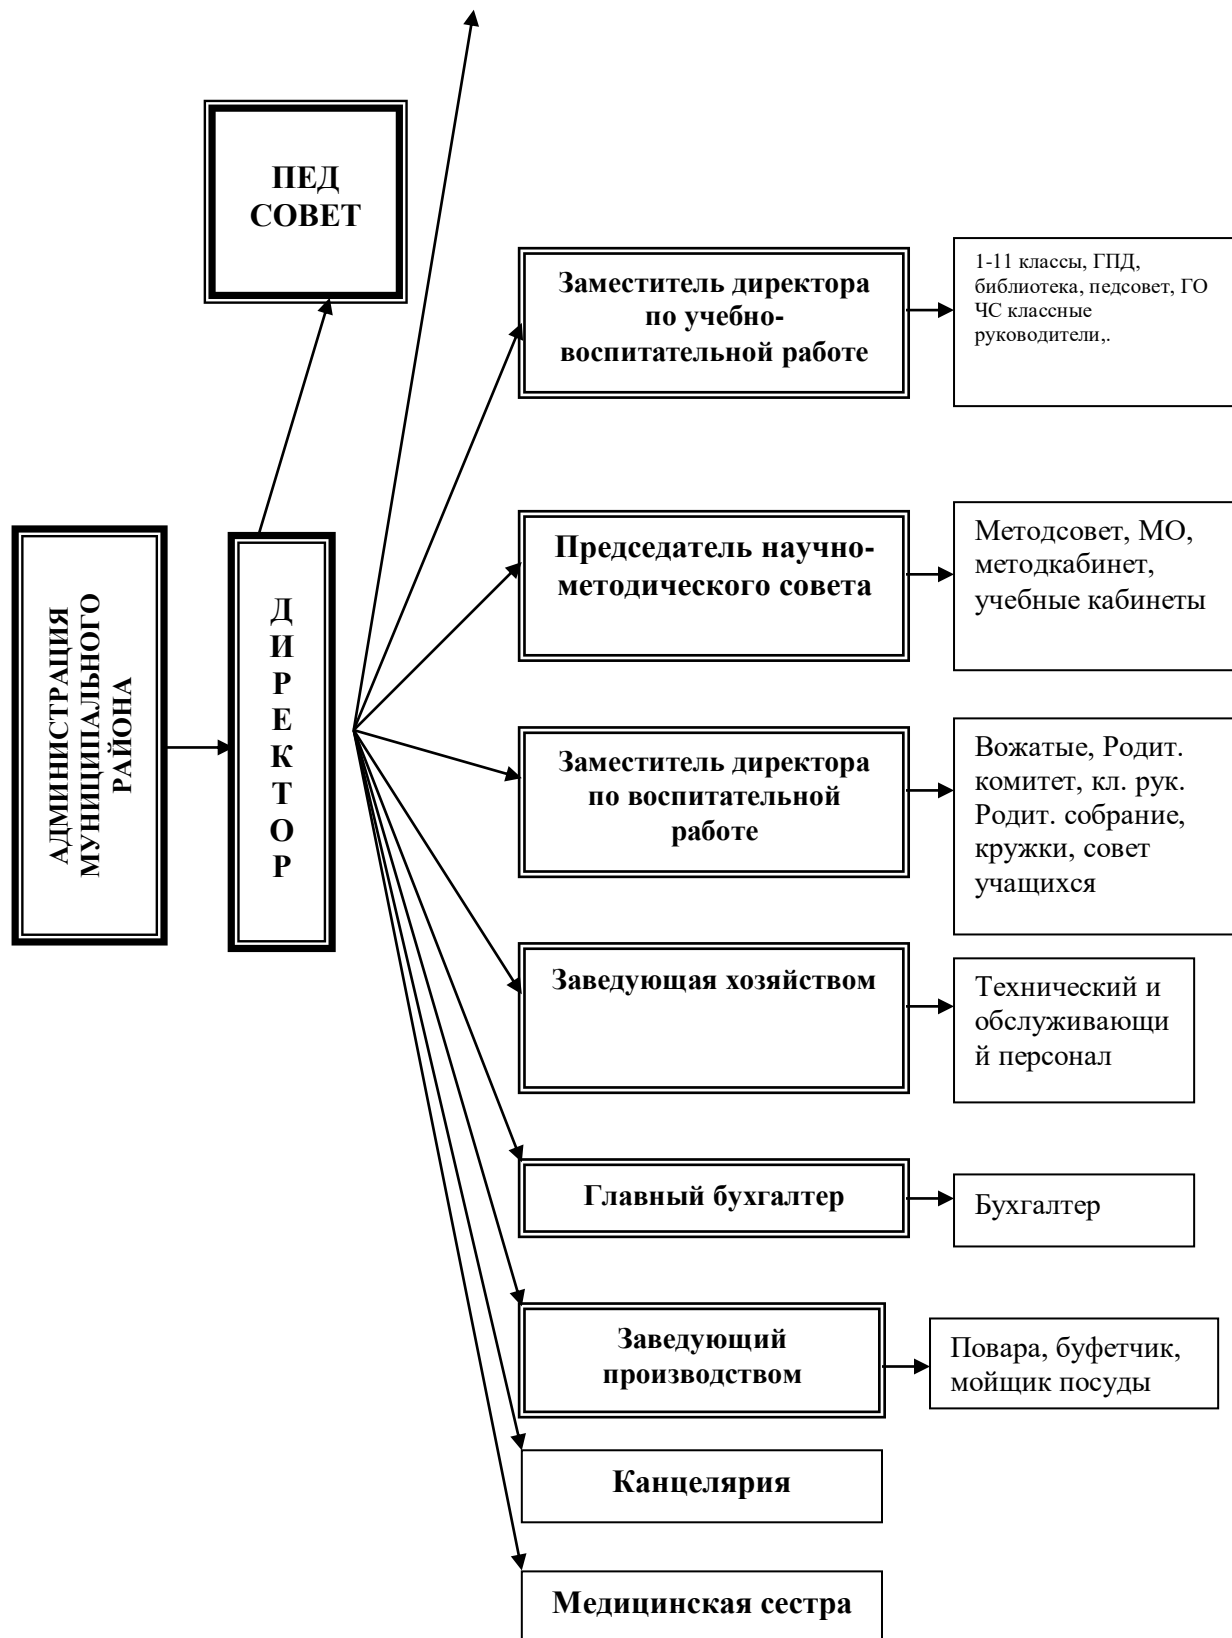 ПЕД
СОВЕТ
Заместитель директора
по учебно-
воспитательной работе
1-11 классы, ГПД,
библиотека, педсовет, ГО
ЧС классные
руководители,.
АДМИНИСТРАЦИЯ
МУНИЦИПАЛЬНОГО
РАЙОНА
Д
И
Р
Е
К
Т
О
Р
Председатель научно-
методического совета
Методсовет, МО,
методкабинет,
учебные кабинеты
Заместитель директора
по воспитательной
работе
Вожатые, Родит.
комитет, кл. рук.
Родит. собрание,
кружки, совет
учащихся
Заведующая хозяйством
Технический и
обслуживающи
й персонал
Главный бухгалтер
Бухгалтер
Заведующий
производством
Повара, буфетчик,
мойщик посуды
Канцелярия
Медицинская сестра